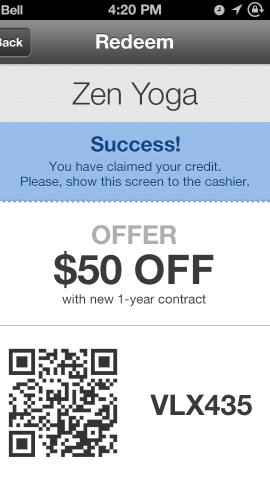 Bell 4:20 PM
Back Redeem
Zen Yoga
Success!
You have claimed your credit.
Please, show this screen to the cashier.
OFFER
$50 OFF
with new 1-year contract
VLX435